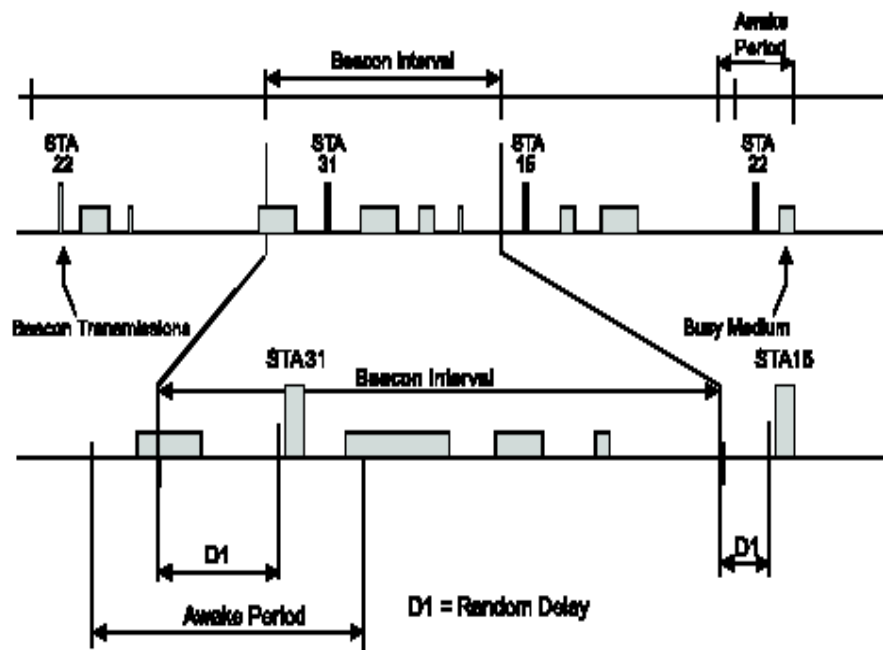 Awake
Period
Beacon Interval
STA
22
STA
31
STA
15
STA
22
Beacon Transmissions
Busy Medium
STA31
STA15
Beacon Interval
D1
D1
D1 = Random Delay
Awake Period